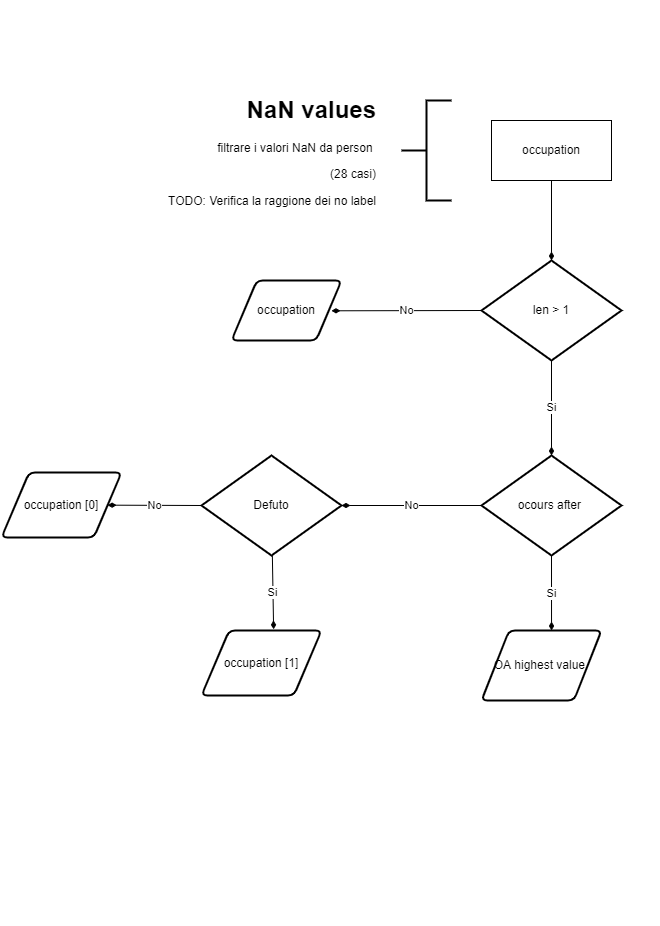 NaN values
filtrare i valori NaN da person
(28 casi)
TODO: Verifica la raggione dei no label
occupation
len > 1
No
occupation
Si
ocours after
No
Defuto
No
occupation [0]
Si
occupation [1]
Si
OA highest value